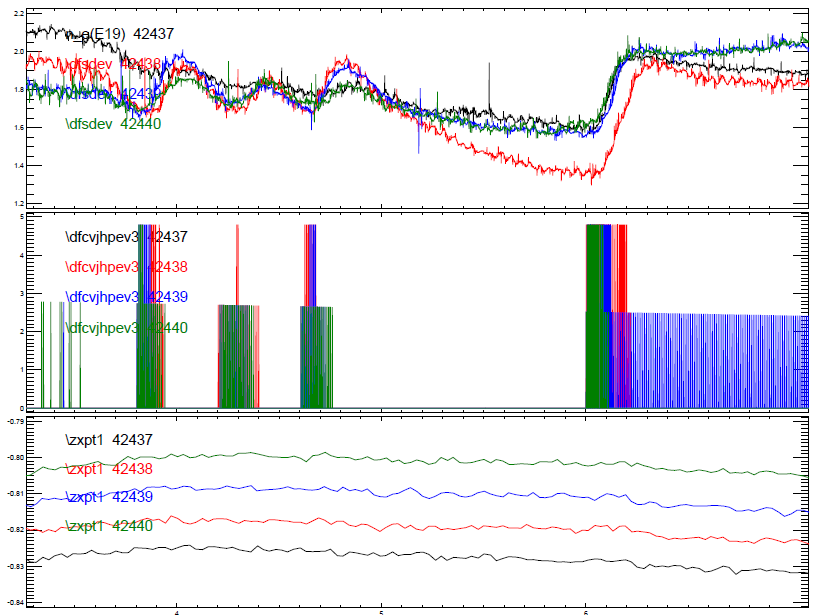 2.2
n_e(E19) 42437
2.0
\dfsdev 42438
1.8
\dfsdev 42439
1.6
\dfsdev 42440
1.4
1.2
5
\dfcvjhpev3 42437
4
\dfcvjhpev3 42438
3
\dfcvjhpev3 42439
2
\dfcvjhpev3 42440
1
0
-0.79
\zxpt1 42437
-0.80
\zxpt1 42438
-0.81
\zxpt1 42439
-0.82
\zxpt1 42440
-0.83
-0.84
4 5 6